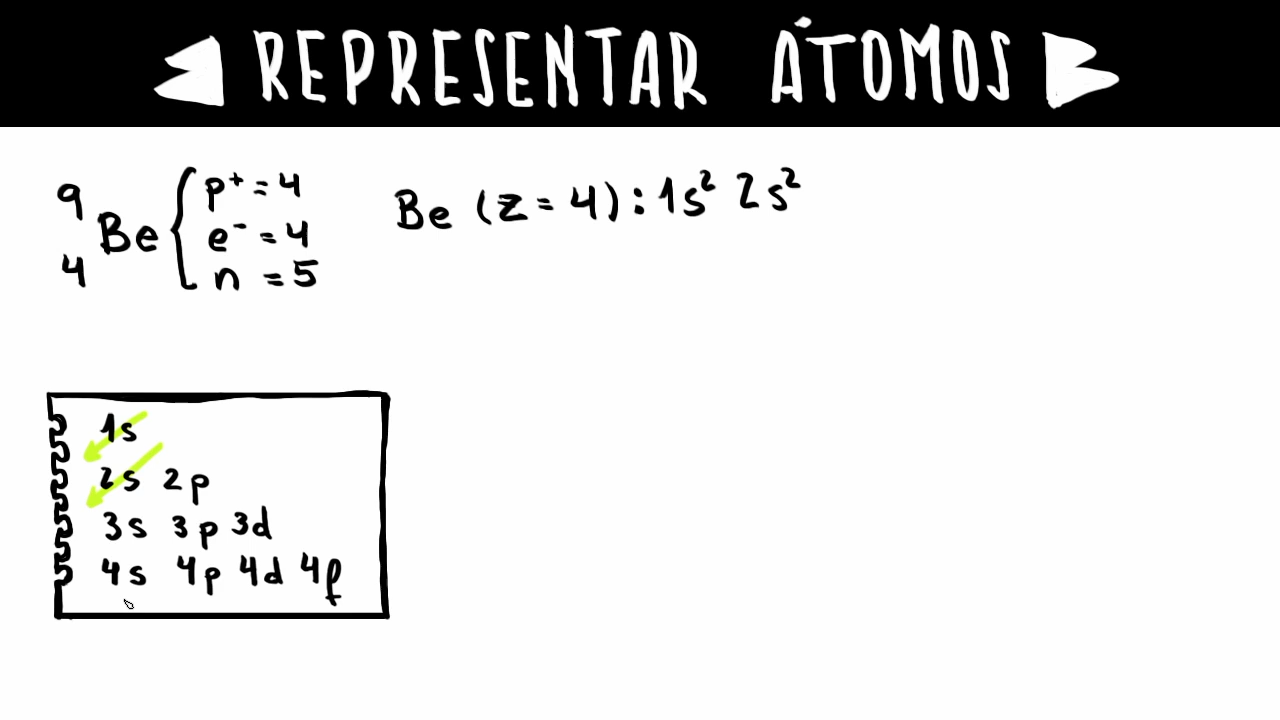 REPRESENTAR ÁTOMOS
9
4
Be { p⁺ = 4
e⁻ = 4
n = 5
Be (z = 4) : 1s² 2s²
1s
2s 2p
3s 3p 3d
4s 4p 4d 4f